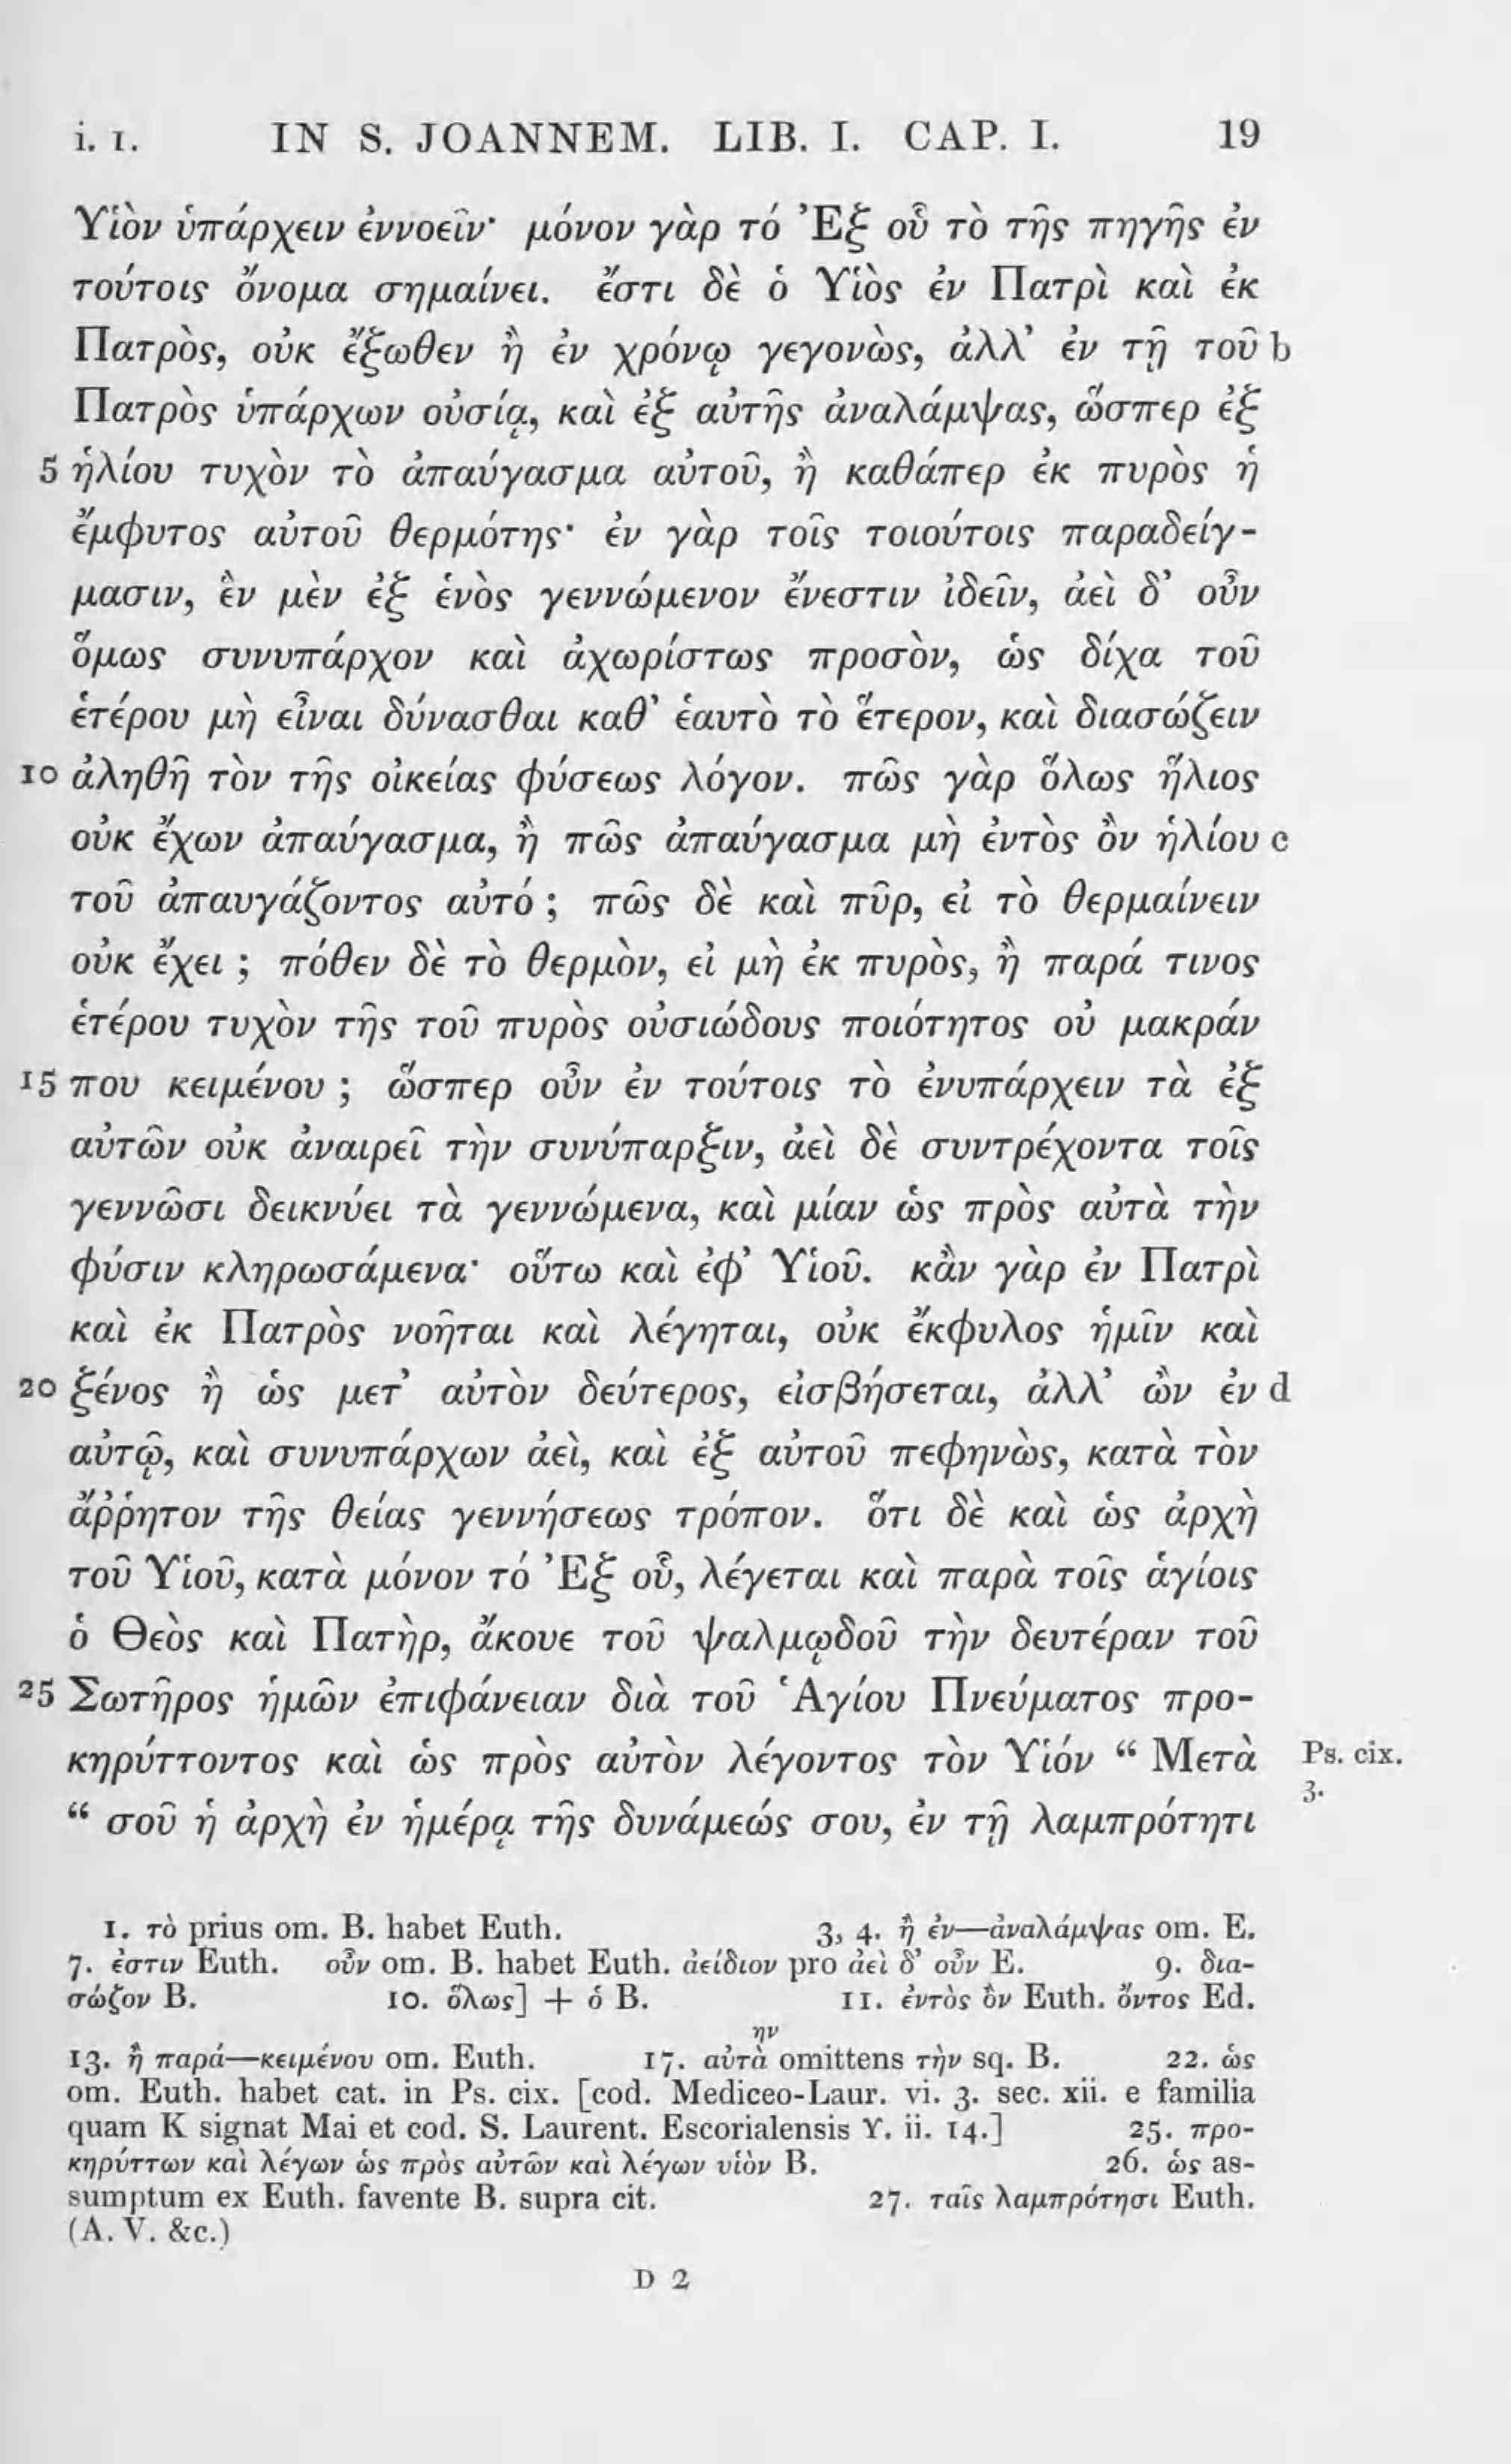 i. 1. IN S. JOANNEM. LIB. I. CAP. I. 19
Υἱὸν ὑπάρχειν ἐννοεῖν· μόνον γὰρ τό Ἐξ οὗ τὸ τῆς πηγῆς ἐν
τούτοις ὄνομα σημαίνει. ἔστι δὲ ὁ Υἱὸς ἐν Πατρὶ καὶ ἐκ
Πατρὸς, οὐκ ἔξωθεν ἢ ἐν χρόνῳ γεγονὼς, ἀλλ’ ἐν τῇ τοῦ b
Πατρὸς ὑπάρχων οὐσίᾳ, καὶ ἐξ αὐτῆς ἀναλάμψας, ὥσπερ ἐξ
5 ἡλίου τυχὸν τὸ ἀπαύγασμα αὐτοῦ, ἢ καθάπερ ἐκ πυρὸς ἡ
ἔμφυτος αὐτοῦ θερμότης· ἐν γὰρ τοῖς τοιούτοις παραδείγ-
μασιν, ἓν μὲν ἐξ ἑνὸς γεννώμενον ἔνεστιν ἰδεῖν, ἀεὶ δ’ οὖν
ὅμως συνυπάρχον καὶ ἀχωρίστως προσὸν, ὡς δίχα τοῦ
ἑτέρου μὴ εἶναι δύνασθαι καθ’ ἑαυτὸ τὸ ἕτερον, καὶ διασώζειν
10 ἀληθῆ τὸν τῆς οἰκείας φύσεως λόγον. πῶς γὰρ ὅλως ἥλιος
οὐκ ἔχων ἀπαύγασμα, ἢ πῶς ἀπαύγασμα μὴ ἐντὸς ὂν ἡλίου c
τοῦ ἀπαυγάζοντος αὐτό ; πῶς δὲ καὶ πῦρ, εἰ τὸ θερμαίνειν
οὐκ ἔχει ; πόθεν δὲ τὸ θερμὸν, εἰ μὴ ἐκ πυρὸς, ἢ παρά τινος
ἑτέρου τυχὸν τῆς τοῦ πυρὸς οὐσιώδους ποιότητος οὐ μακράν
15 που κειμένου ; ὥσπερ οὖν ἐν τούτοις τὸ ἐνυπάρχειν τὰ ἐξ
αὐτῶν οὐκ ἀναιρεῖ τὴν συνύπαρξιν, ἀεὶ δὲ συντρέχοντα τοῖς
γεννῶσι δεικνύει τὰ γεννώμενα, καὶ μίαν ὡς πρὸς αὐτὰ τὴν
φύσιν κληρωσάμενα· οὕτω καὶ ἐφ’ Υἱοῦ. κἂν γὰρ ἐν Πατρὶ
καὶ ἐκ Πατρὸς νοῆται καὶ λέγηται, οὐκ ἔκφυλος ἡμῖν καὶ
20 ξένος ἢ ὡς μετ’ αὐτὸν δεύτερος, εἰσβήσεται, ἀλλ’ ὢν ἐν d
αὐτῷ, καὶ συνυπάρχων ἀεὶ, καὶ ἐξ αὐτοῦ πεφηνὼς, κατὰ τὸν
ἄῤῥητον τῆς θείας γεννήσεως τρόπον. ὅτι δὲ καὶ ὡς ἀρχὴ
τοῦ Υἱοῦ, κατὰ μόνον τό Ἐξ οὗ, λέγεται καὶ παρὰ τοῖς ἁγίοις
ὁ Θεὸς καὶ Πατὴρ, ἄκουε τοῦ ψαλμῳδοῦ τὴν δευτέραν τοῦ
25 Σωτῆρος ἡμῶν ἐπιφάνειαν διὰ τοῦ Ἁγίου Πνεύματος προ-
κηρύττοντος καὶ ὡς πρὸς αὐτὸν λέγοντος τὸν Υἱόν “ Μετὰ Ps. cix.
3.
“ σοῦ ἡ ἀρχὴ ἐν ἡμέρᾳ τῆς δυνάμεώς σου, ἐν τῇ λαμπρότητι
1. τὸ prius om. B. habet Euth. 3, 4. ἢ ἐν—ἀναλάμψας om. E.
7. ἐστιν Euth. οὖν om. B. habet Euth. ἀείδιον pro ἀεὶ δ’ οὖν E. 9. δια-
σώζον B. 10. ὅλως] + ὁ B. 11. ἐντὸς ὂν Euth. ὄντος Ed.
ην
13. ἢ παρά—κειμένου om. Euth. 17. αὐτὰ omittens τὴν sq. B. 22. ὡς
om. Euth. habet cat. in Ps. cix. [cod. Mediceo-Laur. vi. 3. sec. xii. e familia
quam K signat Mai et cod. S. Laurent. Escorialensis Υ. ii. 14.] 25. προ-
κηρύττων καὶ λέγων ὡς πρὸς αὐτῶν καὶ λέγων υἱὸν B. 26. ὡς as-
sumptum ex Euth. favente B. supra cit. 27. ταῖς λαμπρότησι Euth.
(A. V. &c.)
D 2